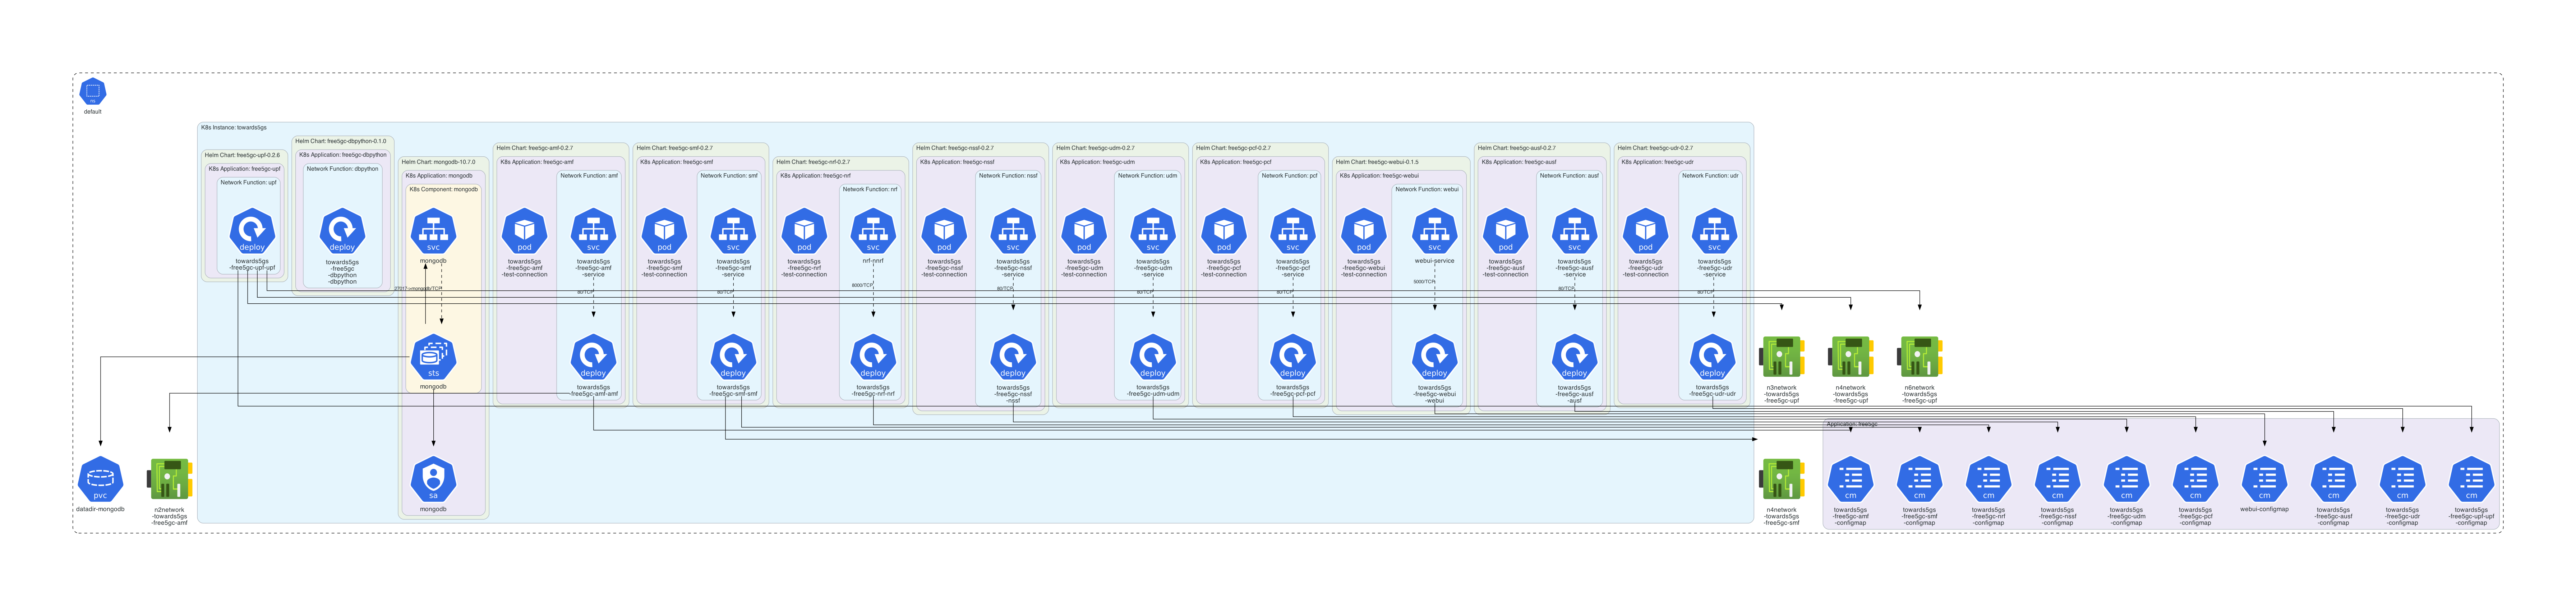 ns
default
K8s Instance: towards5gs
Helm Chart: free5gc-upf-0.2.6
K8s Application: free5gc-upf
Network Function: upf
deploy
towards5gs
-free5gc-upf-upf
Helm Chart: free5gc-dbpython-0.1.0
K8s Application: free5gc-dbpython
Network Function: dbpython
deploy
towards5gs
-free5gc
-dbpython
-dbpython
Helm Chart: mongodb-10.7.0
K8s Application: mongodb
K8s Component: mongodb
svc
mongodb
27017->mongodb/TCP
sts
mongodb
sa
mongodb
Helm Chart: free5gc-amf-0.2.7
K8s Application: free5gc-amf
Network Function: amf
pod
towards5gs
-free5gc-amf
-test-connection
svc
towards5gs
-free5gc-amf
-service
80/TCP
deploy
towards5gs
-free5gc-amf-amf
Helm Chart: free5gc-smf-0.2.7
K8s Application: free5gc-smf
Network Function: smf
pod
towards5gs
-free5gc-smf
-test-connection
svc
towards5gs
-free5gc-smf
-service
80/TCP
deploy
towards5gs
-free5gc-smf-smf
Helm Chart: free5gc-nrf-0.2.7
K8s Application: free5gc-nrf
Network Function: nrf
pod
towards5gs
-free5gc-nrf
-test-connection
svc
nrf-nnrf
8000/TCP
deploy
towards5gs
-free5gc-nrf-nrf
Helm Chart: free5gc-nssf-0.2.7
K8s Application: free5gc-nssf
Network Function: nssf
pod
towards5gs
-free5gc-nssf
-test-connection
svc
towards5gs
-free5gc-nssf
-service
80/TCP
deploy
towards5gs
-free5gc-nssf
-nssf
Helm Chart: free5gc-udm-0.2.7
K8s Application: free5gc-udm
Network Function: udm
pod
towards5gs
-free5gc-udm
-test-connection
svc
towards5gs
-free5gc-udm
-service
80/TCP
deploy
towards5gs
-free5gc-udm-udm
Helm Chart: free5gc-pcf-0.2.7
K8s Application: free5gc-pcf
Network Function: pcf
pod
towards5gs
-free5gc-pcf
-test-connection
svc
towards5gs
-free5gc-pcf
-service
80/TCP
deploy
towards5gs
-free5gc-pcf-pcf
Helm Chart: free5gc-webui-0.1.5
K8s Application: free5gc-webui
Network Function: webui
pod
towards5gs
-free5gc-webui
-test-connection
svc
webui-service
5000/TCP
deploy
towards5gs
-free5gc-webui
-webui
Helm Chart: free5gc-ausf-0.2.7
K8s Application: free5gc-ausf
Network Function: ausf
pod
towards5gs
-free5gc-ausf
-test-connection
svc
towards5gs
-free5gc-ausf
-service
80/TCP
deploy
towards5gs
-free5gc-ausf
-ausf
Helm Chart: free5gc-udr-0.2.7
K8s Application: free5gc-udr
Network Function: udr
pod
towards5gs
-free5gc-udr
-test-connection
svc
towards5gs
-free5gc-udr
-service
80/TCP
deploy
towards5gs
-free5gc-udr-udr
n3network
-towards5gs
-free5gc-upf
n4network
-towards5gs
-free5gc-upf
n6network
-towards5gs
-free5gc-upf
pvc
datadir-mongodb
n2network
-towards5gs
-free5gc-amf
n4network
-towards5gs
-free5gc-smf
Application: free5gc
cm
towards5gs
-free5gc-amf
-configmap
cm
towards5gs
-free5gc-smf
-configmap
cm
towards5gs
-free5gc-nrf
-configmap
cm
towards5gs
-free5gc-nssf
-configmap
cm
towards5gs
-free5gc-udm
-configmap
cm
towards5gs
-free5gc-pcf
-configmap
cm
webui-configmap
cm
towards5gs
-free5gc-ausf
-configmap
cm
towards5gs
-free5gc-udr
-configmap
cm
towards5gs
-free5gc-upf-upf
-configmap